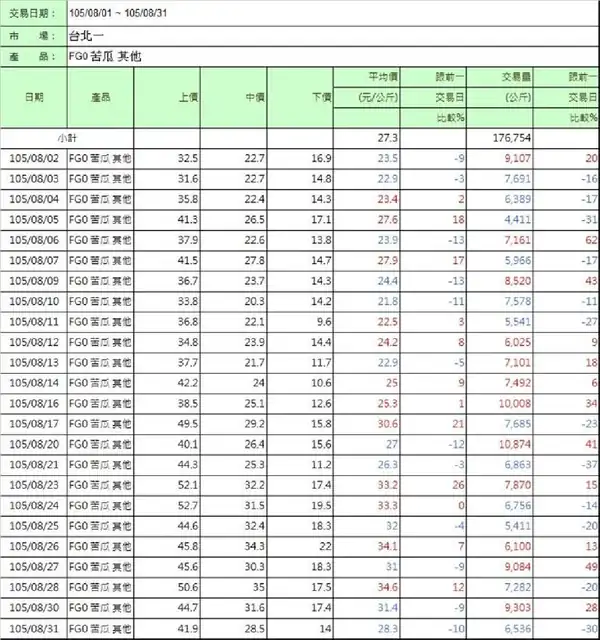 交易日期： 105/08/01 ~ 105/08/31
市 場： 台北一
產 品： FG0 苦瓜 其他
日期 產品 上價 中價 下價 平均價 (元/公斤) 跟前一 交易日 比較% 交易量 (公斤) 跟前一 交易日 比較%
小計 27.3 176,754
105/08/02 FG0 苦瓜 其他 32.5 22.7 16.9 23.5 -9 9,107 20
105/08/03 FG0 苦瓜 其他 31.6 22.7 14.8 22.9 -3 7,691 -16
105/08/04 FG0 苦瓜 其他 35.8 22.4 14.3 23.4 2 6,389 -17
105/08/05 FG0 苦瓜 其他 41.3 26.5 17.1 27.6 18 4,411 -31
105/08/06 FG0 苦瓜 其他 37.9 22.6 13.8 23.9 -13 7,161 62
105/08/07 FG0 苦瓜 其他 41.5 27.8 14.7 27.9 17 5,966 -17
105/08/09 FG0 苦瓜 其他 36.7 23.7 14.3 24.4 -13 8,520 43
105/08/10 FG0 苦瓜 其他 33.8 20.3 14.2 21.8 -11 7,578 -11
105/08/11 FG0 苦瓜 其他 36.8 22.1 9.6 22.5 3 5,541 -27
105/08/12 FG0 苦瓜 其他 34.8 23.9 14.4 24.2 8 6,025 9
105/08/13 FG0 苦瓜 其他 37.7 21.7 11.7 22.9 -5 7,101 18
105/08/14 FG0 苦瓜 其他 42.2 24 10.6 25 9 7,492 6
105/08/16 FG0 苦瓜 其他 38.5 25.1 12.6 25.3 1 10,008 34
105/08/17 FG0 苦瓜 其他 49.5 29.2 15.8 30.6 21 7,685 -23
105/08/20 FG0 苦瓜 其他 40.1 26.4 15.6 27 -12 10,874 41
105/08/21 FG0 苦瓜 其他 44.3 25.3 11.2 26.3 -3 6,863 -37
105/08/23 FG0 苦瓜 其他 52.1 32.2 17.4 33.2 26 7,870 15
105/08/24 FG0 苦瓜 其他 52.7 31.5 19.5 33.3 0 6,756 -14
105/08/25 FG0 苦瓜 其他 44.6 32.4 18.3 32 -4 5,411 -20
105/08/26 FG0 苦瓜 其他 45.8 34.3 22 34.1 7 6,100 13
105/08/27 FG0 苦瓜 其他 45.6 30.3 18.3 31 -9 9,084 49
105/08/28 FG0 苦瓜 其他 50.6 35 17.5 34.6 12 7,282 -20
105/08/30 FG0 苦瓜 其他 44.7 31.6 17.4 31.4 -9 9,303 28
105/08/31 FG0 苦瓜 其他 41.9 28.5 14 28.3 -10 6,536 -30